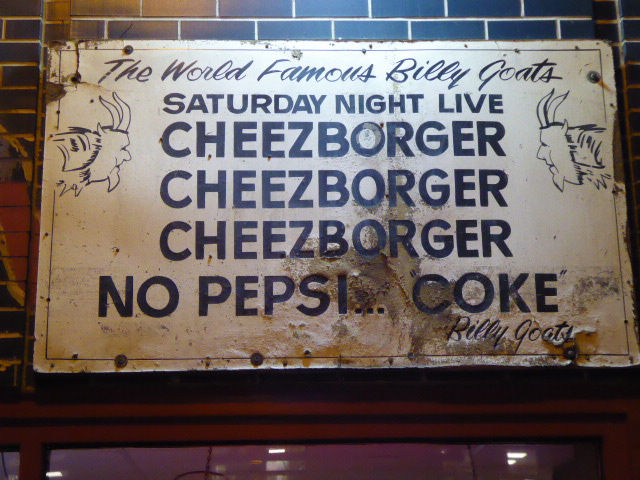 The World Famous Billy Goats
SATURDAY NIGHT LIVE
CHEEZBORGER
CHEEZBORGER
CHEEZBORGER
NO PEPSI... "COKE"
Billy Goats